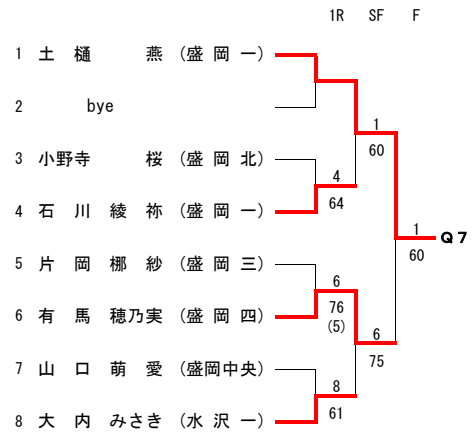 1R SF F
1 土樋 燕 (盛岡一)
2 bye
1
60
3 小野寺 桜 (盛岡北)
4
4 石川 綾祢 (盛岡一)
64
1
Q7
60
5 片岡 梛紗 (盛岡三)
6
6 有馬 穂乃実 (盛岡四)
76
(5)
6
75
7 山口 萌愛 (盛岡中央)
8
8 大内 みさき (水沢一)
61